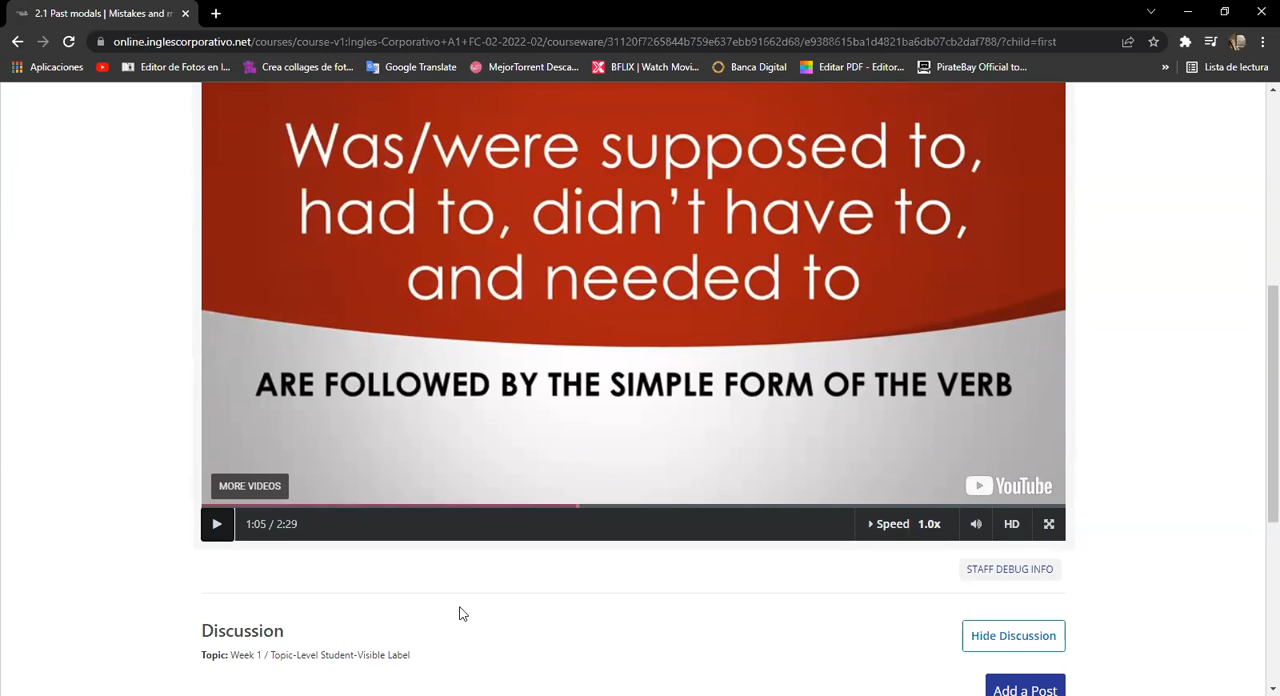 2.1 Past modals | Mistakes and m
online.inglescorporativo.net/courses/course-v1:Ingles-Corporativo+A1+FC-02-2022-02/courseware/31120f7265844b759e637ebb91662d68/e9388615ba1d4821ba6db07cb2daf788/?child=first
Aplicaciones Editor de Fotos en l... Crea collages de fot... Google Translate MejorTorrent Desca... BFLIX | Watch Movi... Banca Digital Editar PDF - Editor... PirateBay Official to... » Lista de lectura
Was/were supposed to,
had to, didn't have to,
and needed to
ARE FOLLOWED BY THE SIMPLE FORM OF THE VERB
MORE VIDEOS YouTube
1:05 / 2:29 Speed 1.0x HD
STAFF DEBUG INFO
Discussion Hide Discussion
Topic: Week 1 / Topic-Level Student-Visible Label
Add a Post